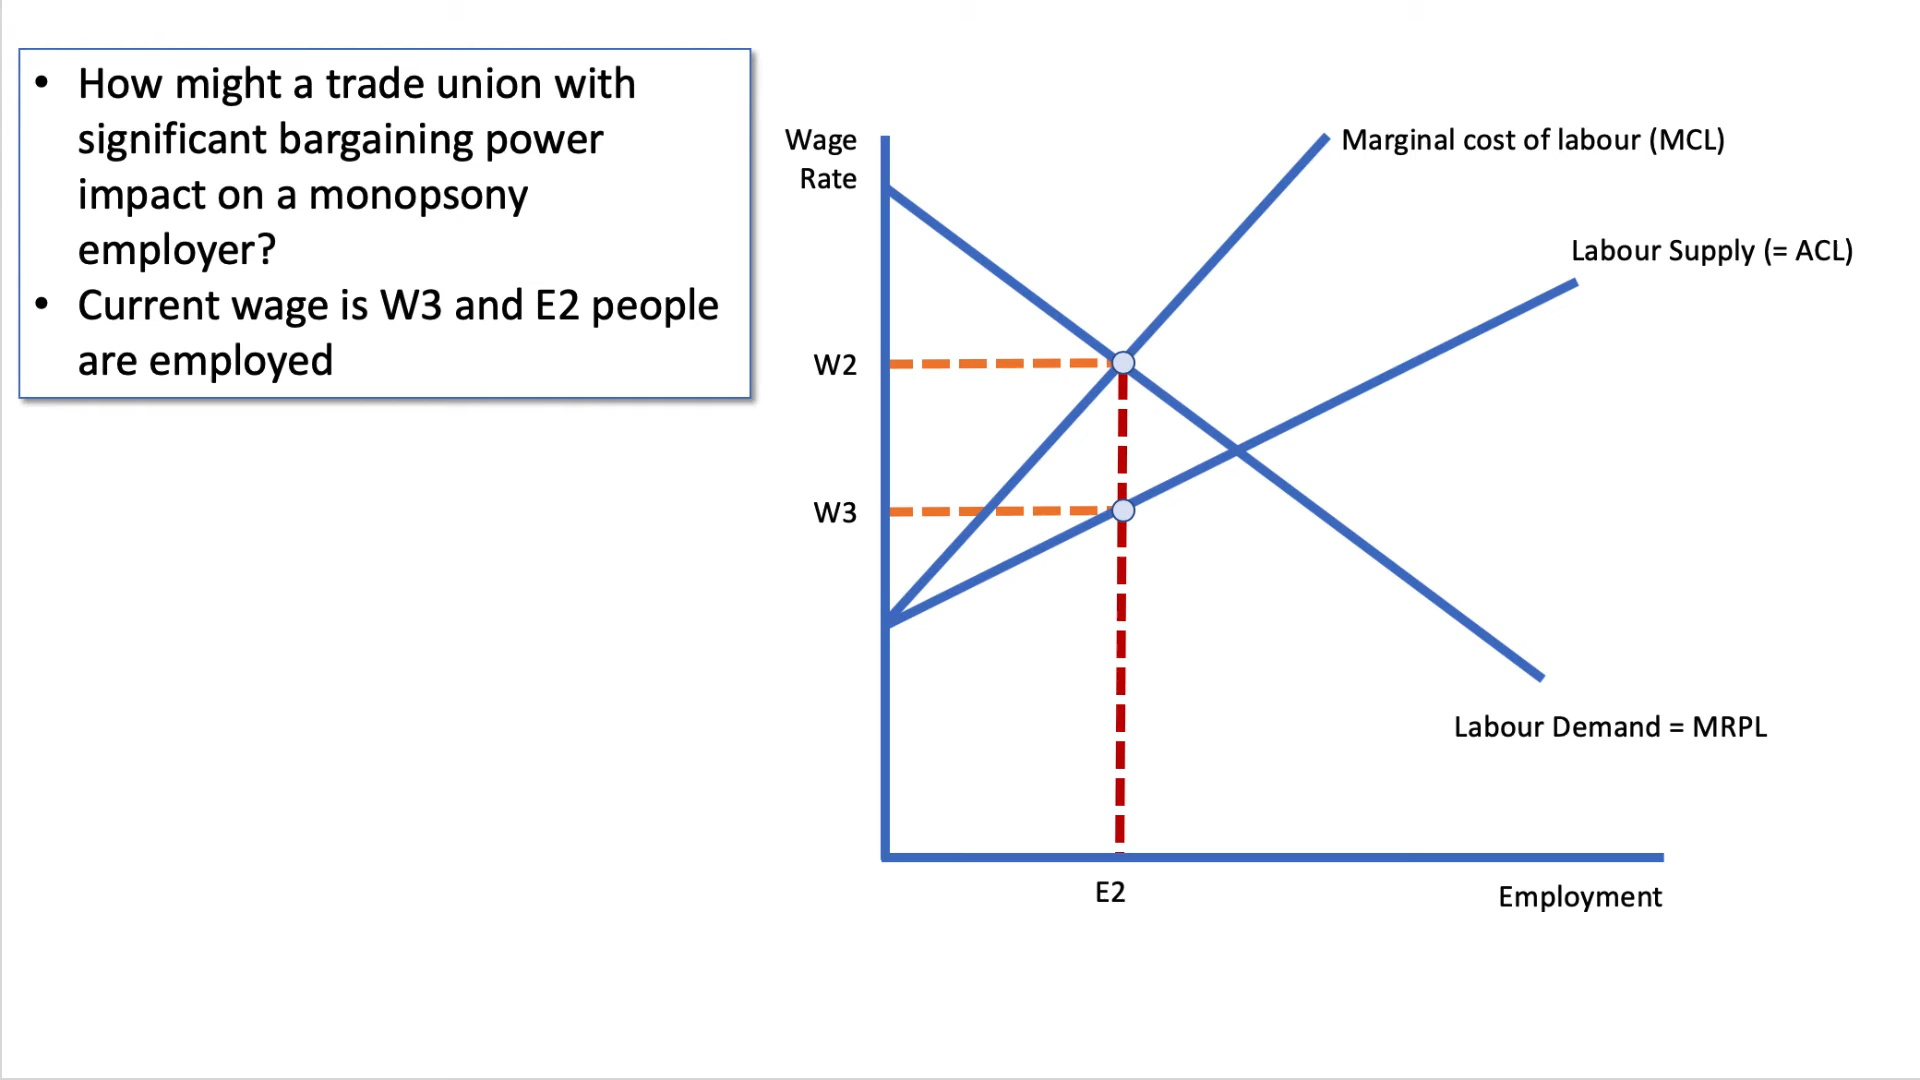 • How might a trade union with
significant bargaining power
impact on a monopsony
employer?
• Current wage is W3 and E2 people
are employed
Wage
Rate
Marginal cost of labour (MCL)
Labour Supply (= ACL)
W2
W3
Labour Demand = MRPL
E2
Employment